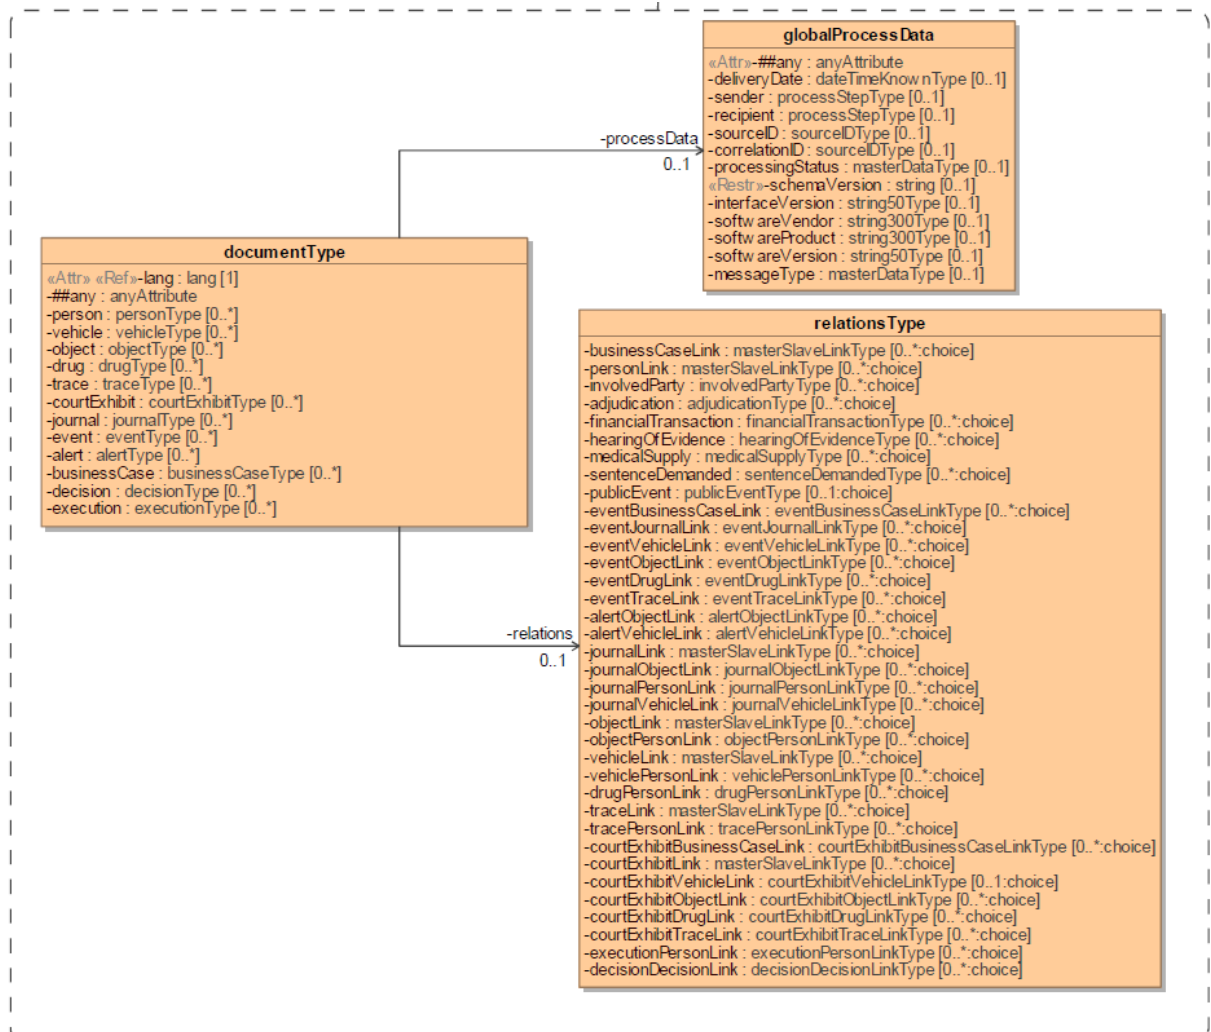 globalProcessData
«Attr»-##any : anyAttribute
-deliveryDate : dateTimeKnownType [0..1]
-sender : processStepType [0..1]
-recipient : processStepType [0..1]
-sourceID : sourceIDType [0..1]
-correlationID : sourceIDType [0..1]
-processingStatus : masterDataType [0..1]
«Restr»-schemaVersion : string [0..1]
-interfaceVersion : string50Type [0..1]
-softwareVendor : string300Type [0..1]
-softwareProduct : string300Type [0..1]
-softwareVersion : string50Type [0..1]
-messageType : masterDataType [0..1]
-processData
0..1
documentType
«Attr» «Ref»-lang : lang [1]
-##any : anyAttribute
-person : personType [0..*]
-vehicle : vehicleType [0..*]
-object : objectType [0..*]
-drug : drugType [0..*]
-trace : traceType [0..*]
-courtExhibit : courtExhibitType [0..*]
-journal : journalType [0..*]
-event : eventType [0..*]
-alert : alertType [0..*]
-businessCase : businessCaseType [0..*]
-decision : decisionType [0..*]
-execution : executionType [0..*]
-relations
0..1
relationsType
-businessCaseLink : masterSlaveLinkType [0..*:choice]
-personLink : masterSlaveLinkType [0..*:choice]
-involvedParty : involvedPartyType [0..*:choice]
-adjudication : adjudicationType [0..*:choice]
-financialTransaction : financialTransactionType [0..*:choice]
-hearingOfEvidence : hearingOfEvidenceType [0..*:choice]
-medicalSupply : medicalSupplyType [0..*:choice]
-sentenceDemanded : sentenceDemandedType [0..*:choice]
-publicEvent : publicEventType [0..1:choice]
-eventBusinessCaseLink : eventBusinessCaseLinkType [0..*:choice]
-eventJournalLink : eventJournalLinkType [0..*:choice]
-eventVehicleLink : eventVehicleLinkType [0..*:choice]
-eventObjectLink : eventObjectLinkType [0..*:choice]
-eventDrugLink : eventDrugLinkType [0..*:choice]
-eventTraceLink : eventTraceLinkType [0..*:choice]
-alertObjectLink : alertObjectLinkType [0..*:choice]
-alertVehicleLink : alertVehicleLinkType [0..*:choice]
-journalLink : masterSlaveLinkType [0..*:choice]
-journalObjectLink : journalObjectLinkType [0..*:choice]
-journalPersonLink : journalPersonLinkType [0..*:choice]
-journalVehicleLink : journalVehicleLinkType [0..*:choice]
-objectLink : masterSlaveLinkType [0..*:choice]
-objectPersonLink : objectPersonLinkType [0..*:choice]
-vehicleLink : masterSlaveLinkType [0..*:choice]
-vehiclePersonLink : vehiclePersonLinkType [0..*:choice]
-drugPersonLink : drugPersonLinkType [0..*:choice]
-traceLink : masterSlaveLinkType [0..*:choice]
-tracePersonLink : tracePersonLinkType [0..*:choice]
-courtExhibitBusinessCaseLink : courtExhibitBusinessCaseLinkType [0..*:choice]
-courtExhibitLink : masterSlaveLinkType [0..*:choice]
-courtExhibitVehicleLink : courtExhibitVehicleLinkType [0..1:choice]
-courtExhibitObjectLink : courtExhibitObjectLinkType [0..*:choice]
-courtExhibitDrugLink : courtExhibitDrugLinkType [0..*:choice]
-courtExhibitTraceLink : courtExhibitTraceLinkType [0..*:choice]
-executionPersonLink : executionPersonLinkType [0..*:choice]
-decisionDecisionLink : decisionDecisionLinkType [0..*:choice]